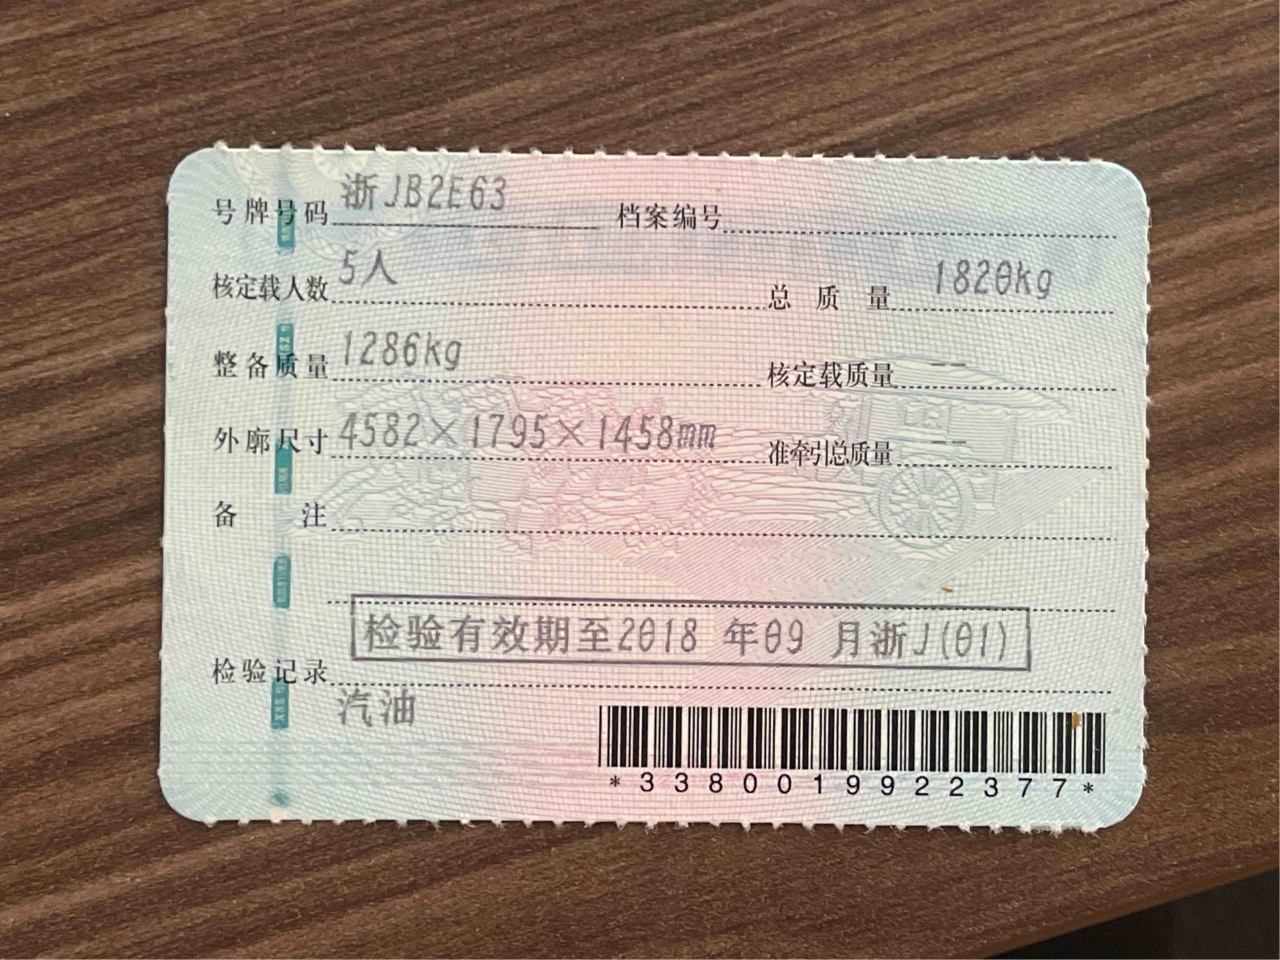 号牌号码 浙JB2E63 档案编号
核定载人数 5人 总质量 1820kg
整备质量 1286kg 核定载质量 --
外廓尺寸 4582×1795×1458mm 准牵引总质量 --
备注
检验有效期至2018 年09 月浙J(01)
检验记录
汽油
*3380019922377*